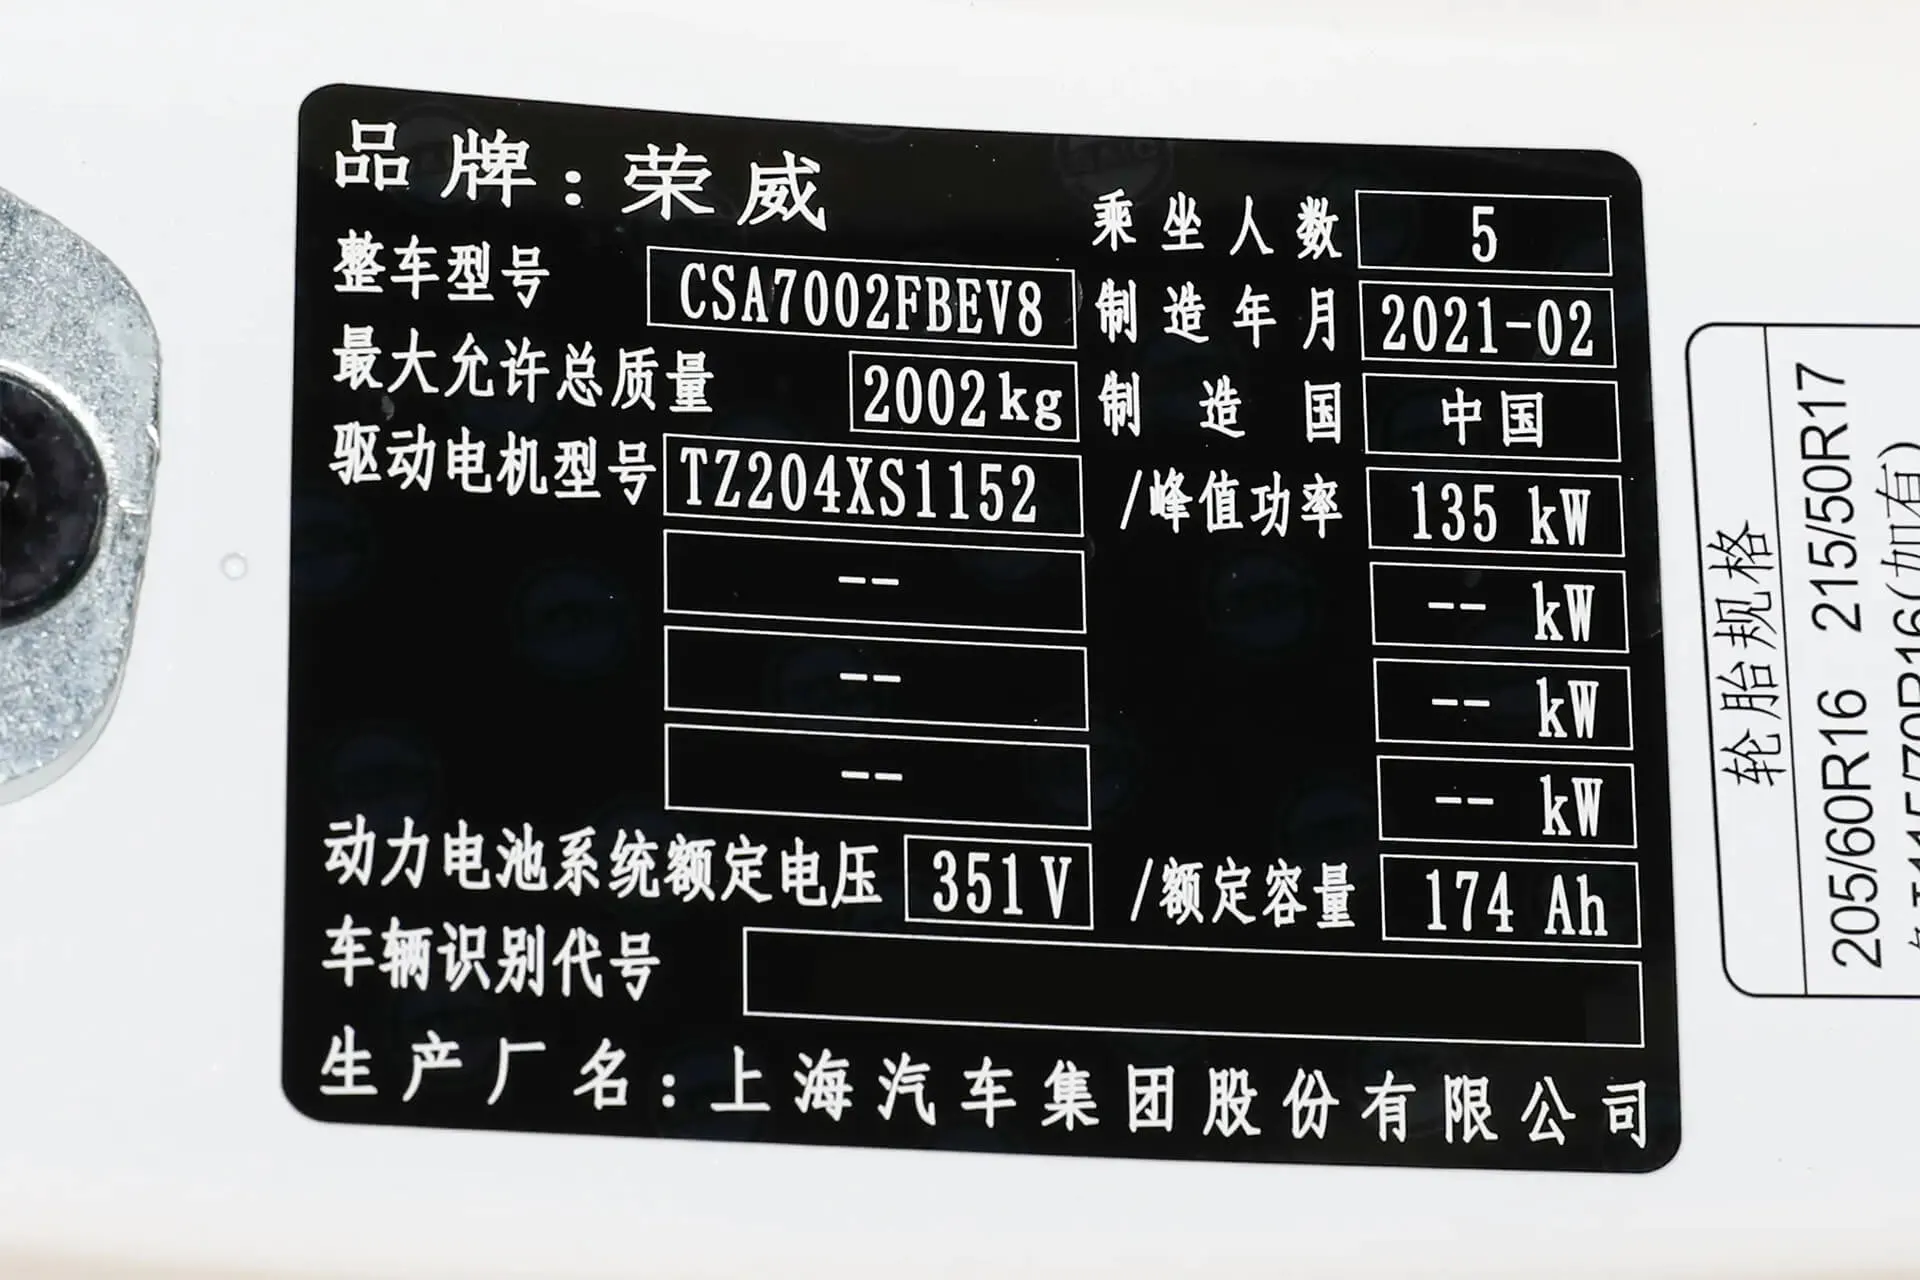 品牌：荣威
乘坐人数 5
整车型号 CSA7002FBEV8
制造年月 2021-02
最大允许总质量 2002kg
制造国 中国
驱动电机型号 TZ204XS1152 /峰值功率 135 kW
-- -- kW
-- -- kW
-- -- kW
动力电池系统额定电压 351V /额定容量 174 Ah
车辆识别代号
生产厂名：上海汽车集团股份有限公司
轮胎规格
205/60R16 215/50R17
(如有)